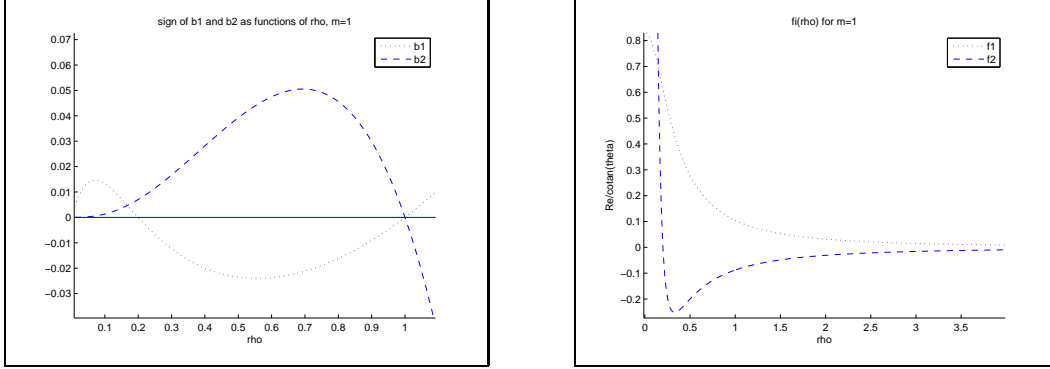 sign of b1 and b2 as functions of rho, m=1
0.07
0.06
0.05
0.04
0.03
0.02
0.01
0
−0.01
−0.02
−0.03
b1
b2
0.1 0.2 0.3 0.4 0.5 0.6 0.7 0.8 0.9 1
rho
fi(rho) for m=1
Re/cotan(theta)
0.8
0.7
0.6
0.5
0.4
0.3
0.2
0.1
0
−0.1
−0.2
f1
f2
0 0.5 1 1.5 2 2.5 3 3.5
rho